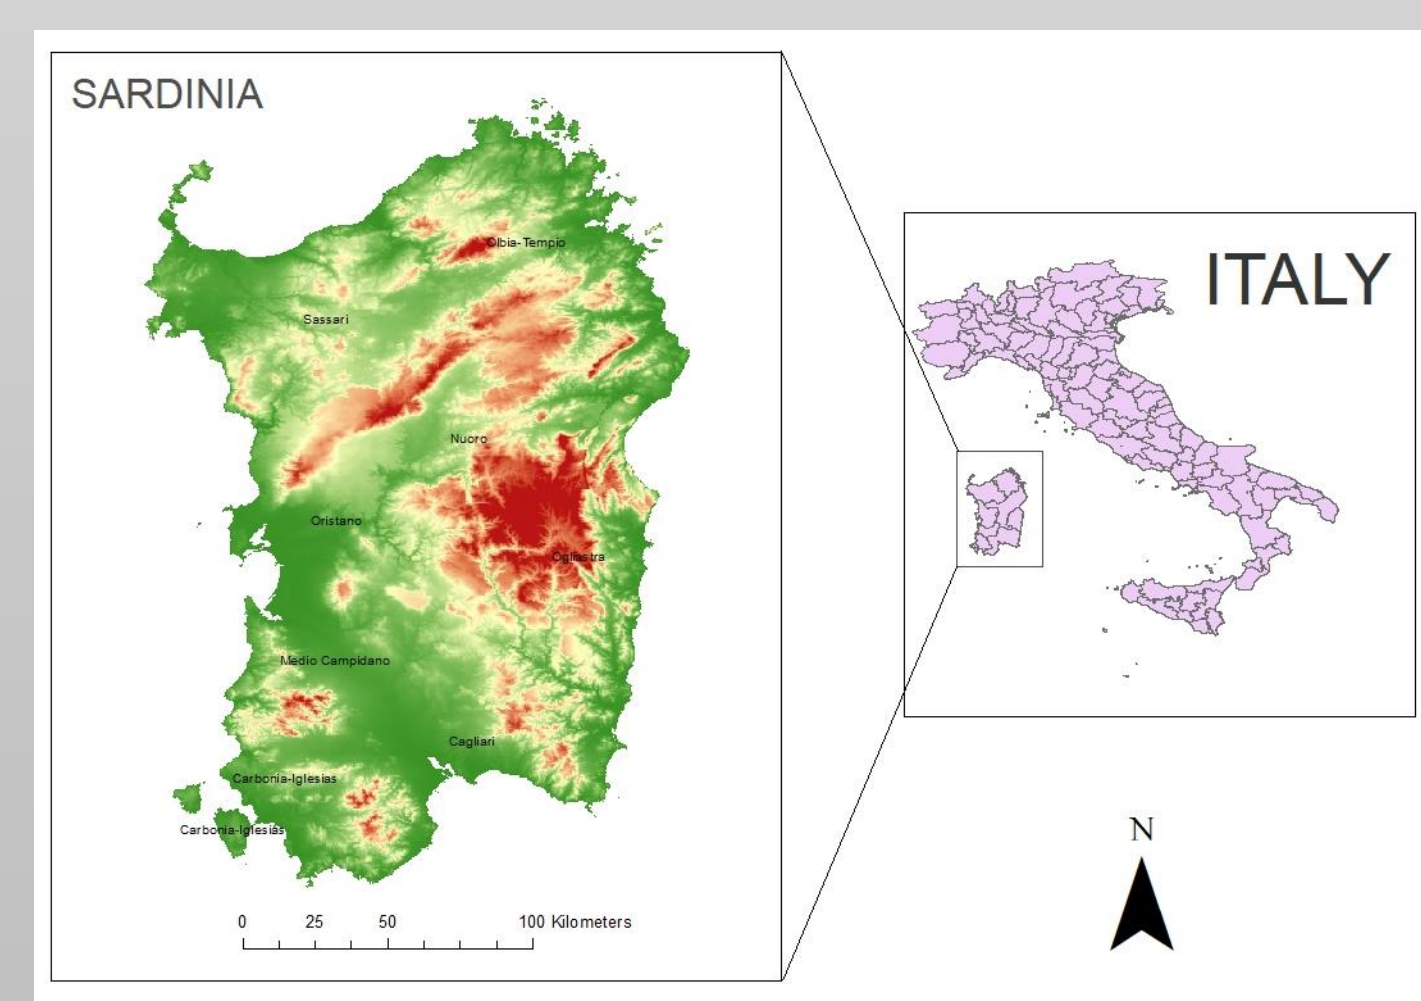 SARDINIA
Olbia-Tempio
Sassari
Nuoro
Oristano
Ogliastra
Medio Campidano
Cagliari
Carbonia-Iglesias
Carbonia-Iglesias
0 25 50 100 Kilometers
ITALY
N